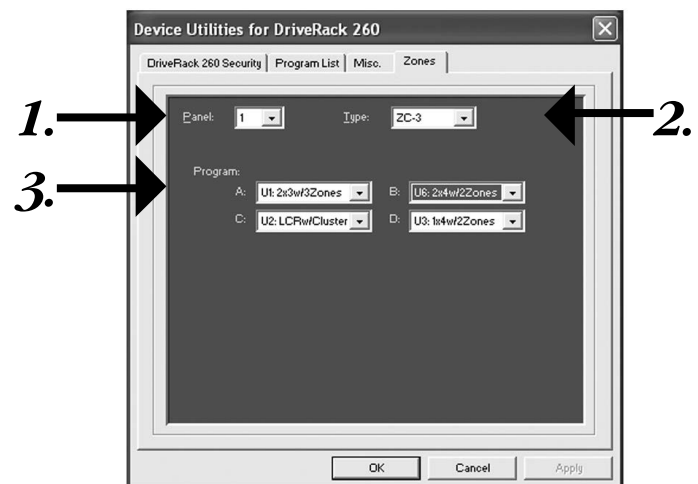 Device Utilities for DriveRack 260
DriveRack 260 Security Program List Misc. Zones
1. Panel: 1 Type: ZC-3 2.
3. Program:
A: U1: 2x3w/3Zones B: U6: 2x4w/2Zones
C: U2: LCRw/Cluster D: U3: 1x4w/2Zones
OK Cancel Apply